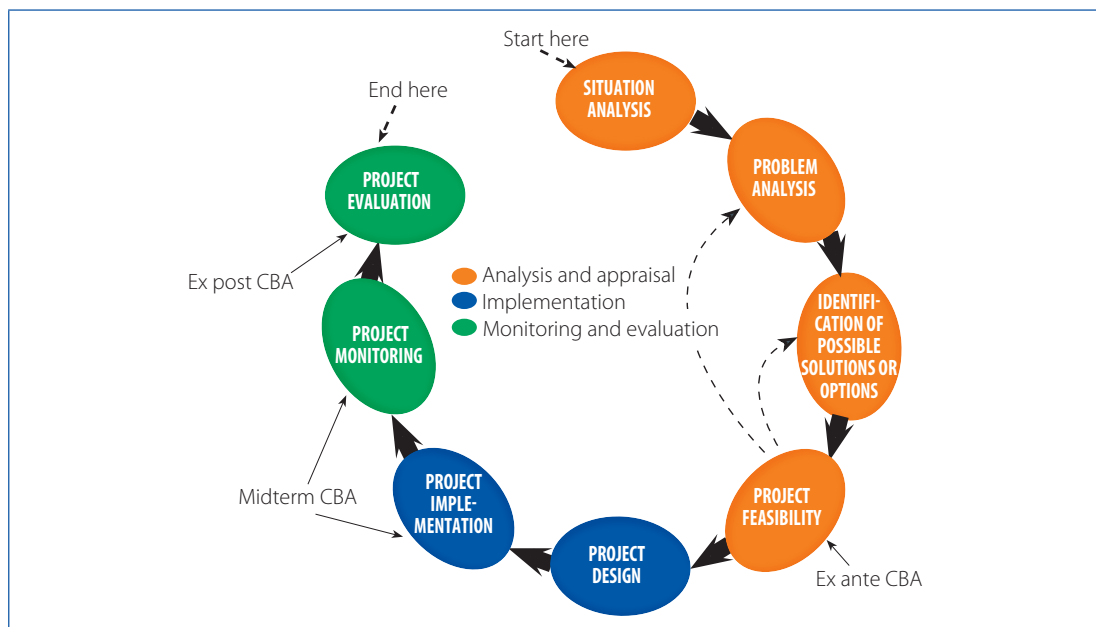 Start here
SITUATION
ANALYSIS
End here
PROBLEM
ANALYSIS
PROJECT
EVALUATION
Ex post CBA
Analysis and appraisal
Implementation
Monitoring and evaluation
IDENTIFI-
CATION OF
POSSIBLE
SOLUTIONS OR
OPTIONS
PROJECT
MONITORING
Midterm CBA
PROJECT
IMPLE-
MENTATION
PROJECT
FEASIBILITY
PROJECT
DESIGN
Ex ante CBA